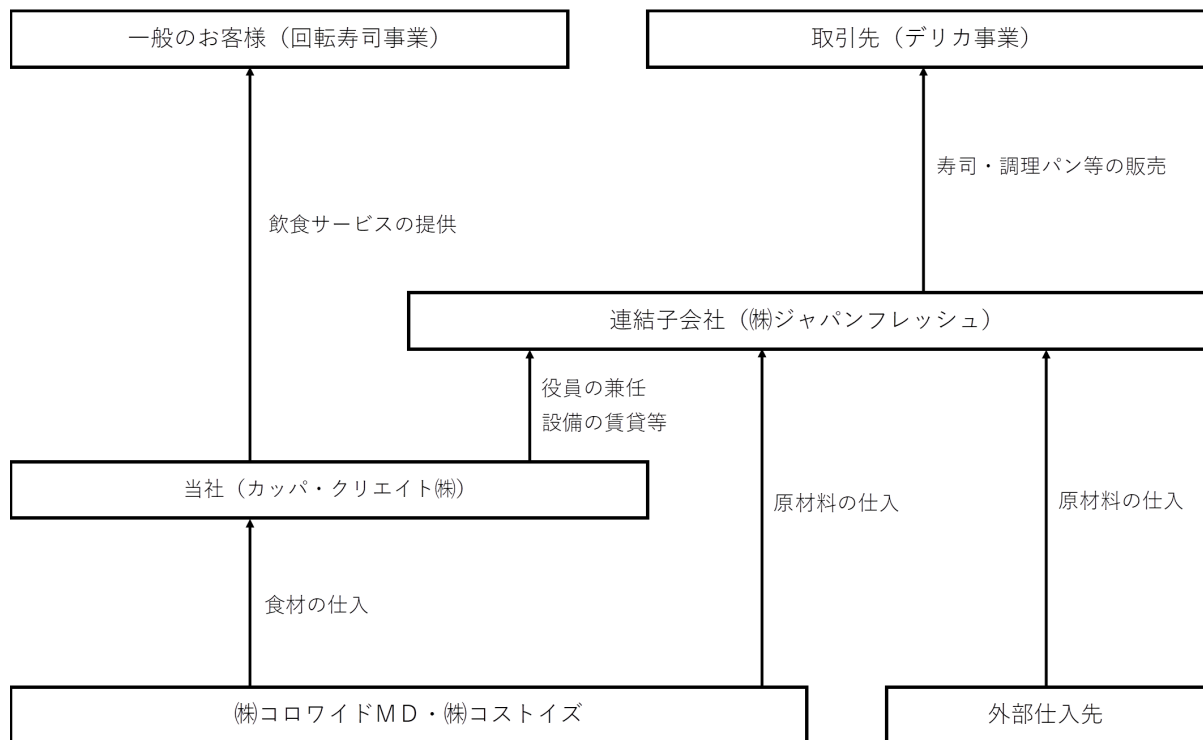 一般のお客様（回転寿司事業）
取引先（デリカ事業）
寿司・調理パン等の販売
飲食サービスの提供
連結子会社（㈱ジャパンフレッシュ）
役員の兼任
設備の賃貸等
当社（カッパ・クリエイト㈱）
原材料の仕入
原材料の仕入
食材の仕入
㈱コロワイドＭＤ・㈱コストイズ
外部仕入先